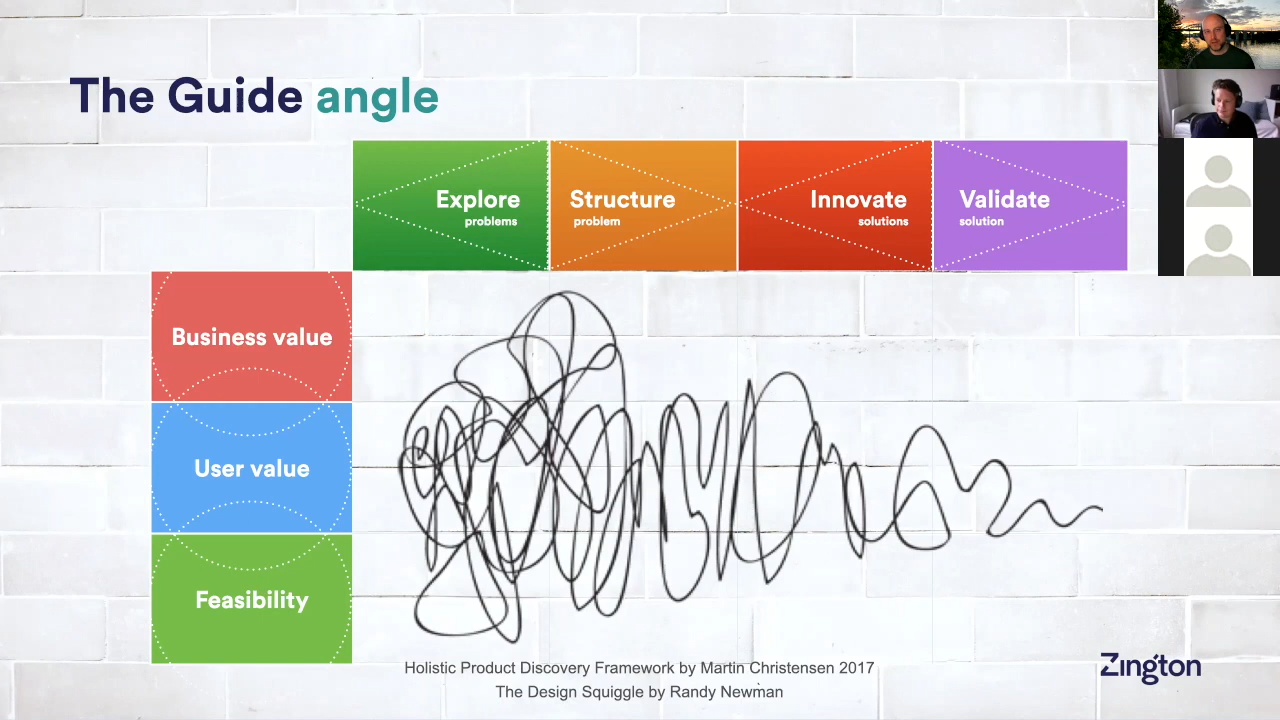 The Guide angle
Explore
problems
Structure
problem
Innovate
solutions
Validate
solution
Business value
User value
Feasibility
Holistic Product Discovery Framework by Martin Christensen 2017
The Design Squiggle by Randy Newman
Zington